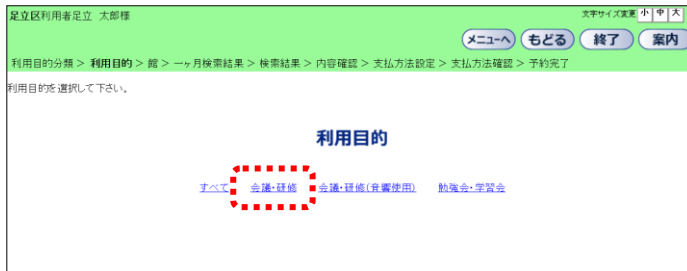 足立区利用者足立 太郎様
文字サイズ変更 小 中 大
メニューへ もどる 終了 案内
利用目的分類 > 利用目的 > 館 > 一ヶ月検索結果 > 検索結果 > 内容確認 > 支払方法設定 > 支払方法確認 > 予約完了
利用目的を選択して下さい。
利用目的
すべて 会議・研修 会議・研修(音響使用) 勉強会・学習会